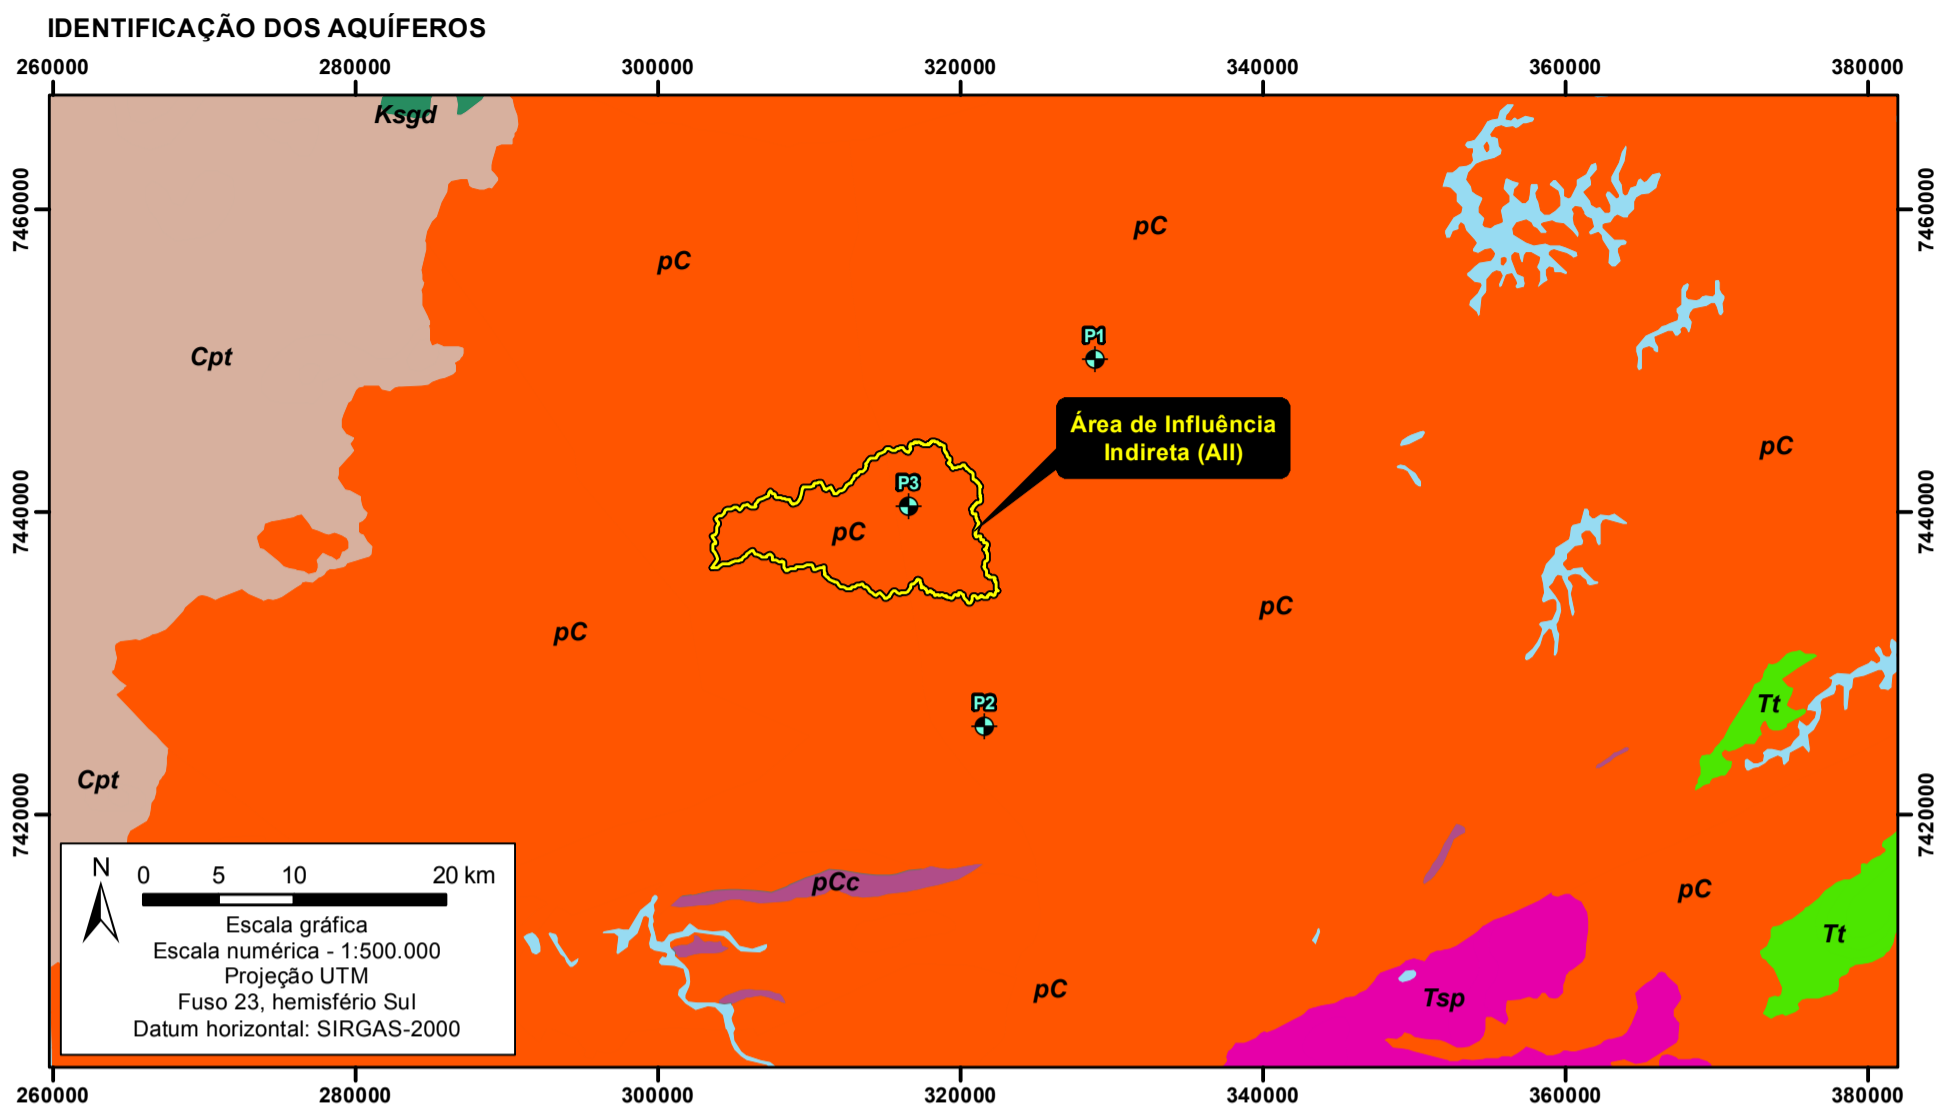 IDENTIFICAÇÃO DOS AQUÍFEROS
260000 280000 300000 320000 340000 360000 380000
Ksgd
7460000 7460000
pC
pC
P1
Cpt
Área de Influência
Indireta (AII)
pC
P3
7440000 7440000
pC
pC
pC
P2
Tt
Cpt
7420000 7420000
pCc
pC
Tt
pC
Tsp
N
0 5 10 20 km
Escala gráfica
Escala numérica - 1:500.000
Projeção UTM
Fuso 23, hemisfério Sul
Datum horizontal: SIRGAS-2000
260000 280000 300000 320000 340000 360000 380000